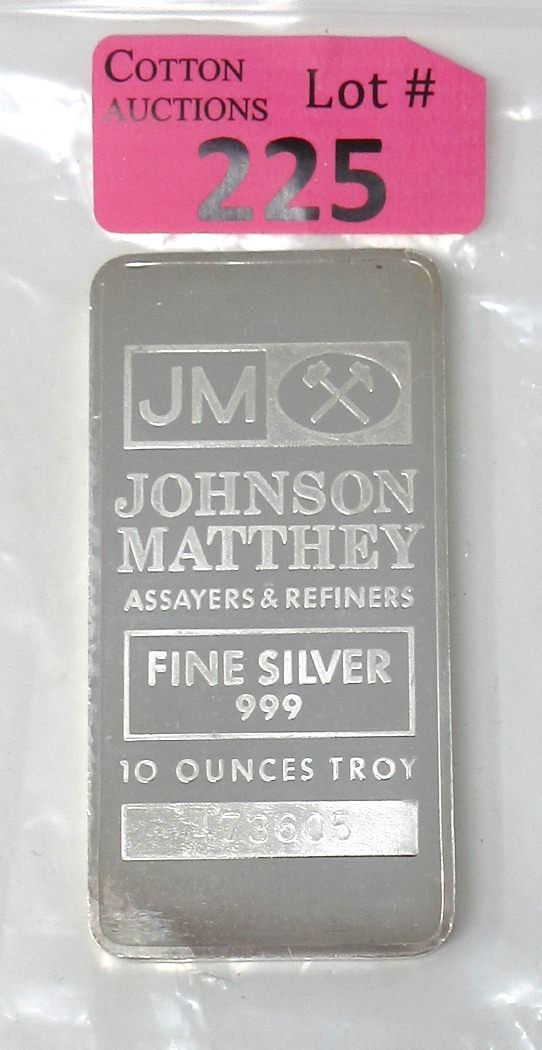 COTTON
AUCTIONS
Lot #
225
JM
JOHNSON
MATTHEY
ASSAYERS & REFINERS
FINE SILVER
999
10 OUNCES TROY
173605